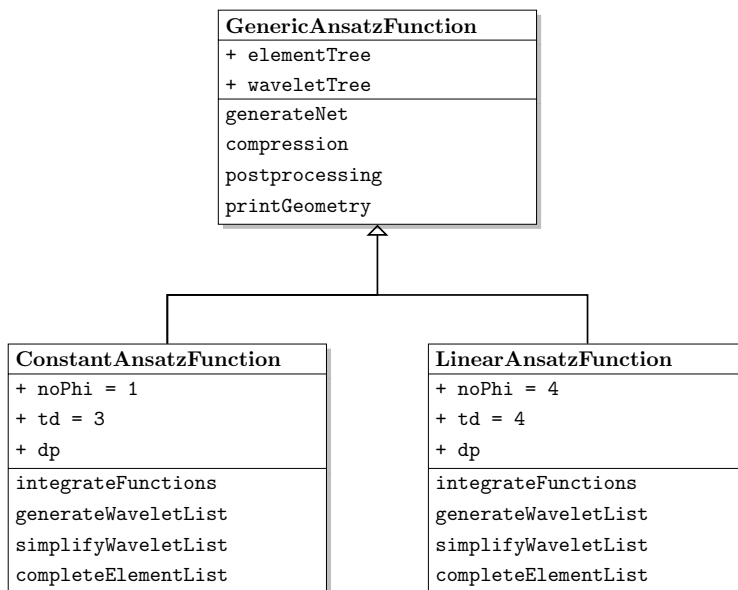 GenericAnsatzFunction
+ elementTree
+ waveletTree
generateNet
compression
postprocessing
printGeometry
ConstantAnsatzFunction
+ noPhi = 1
+ td = 3
+ dp
integrateFunctions
generateWaveletList
simplifyWaveletList
completeElementList
LinearAnsatzFunction
+ noPhi = 4
+ td = 4
+ dp
integrateFunctions
generateWaveletList
simplifyWaveletList
completeElementList